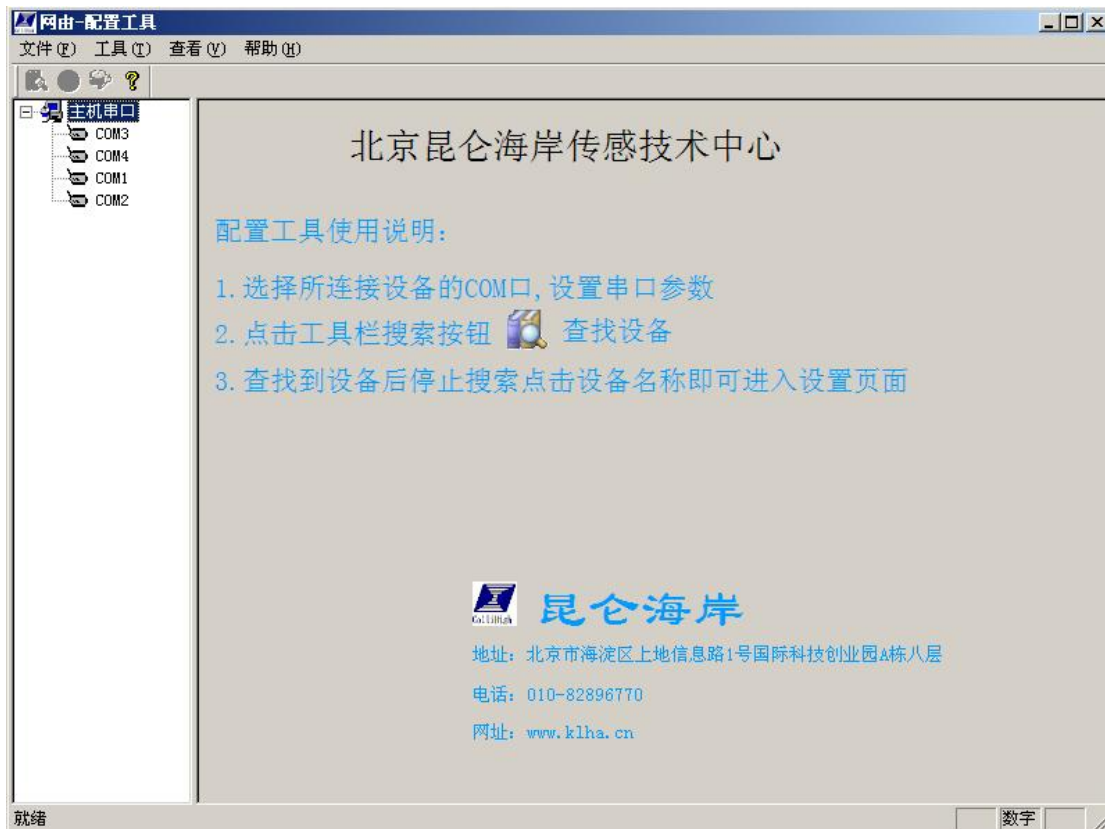 网由-配置工具
文件(F) 工具(T) 查看(V) 帮助(H)
主机串口
COM3
COM4
COM1
COM2
北京昆仑海岸传感技术中心
配置工具使用说明:
1.选择所连接设备的COM口,设置串口参数
2.点击工具栏搜索按钮 查找设备
3.查找到设备后停止搜索点击设备名称即可进入设置页面
昆仑海岸
地址: 北京市海淀区上地信息路1号国际科技创业园A栋八层
电话: 010-82896770
网址: www.klha.cn
就绪 数字